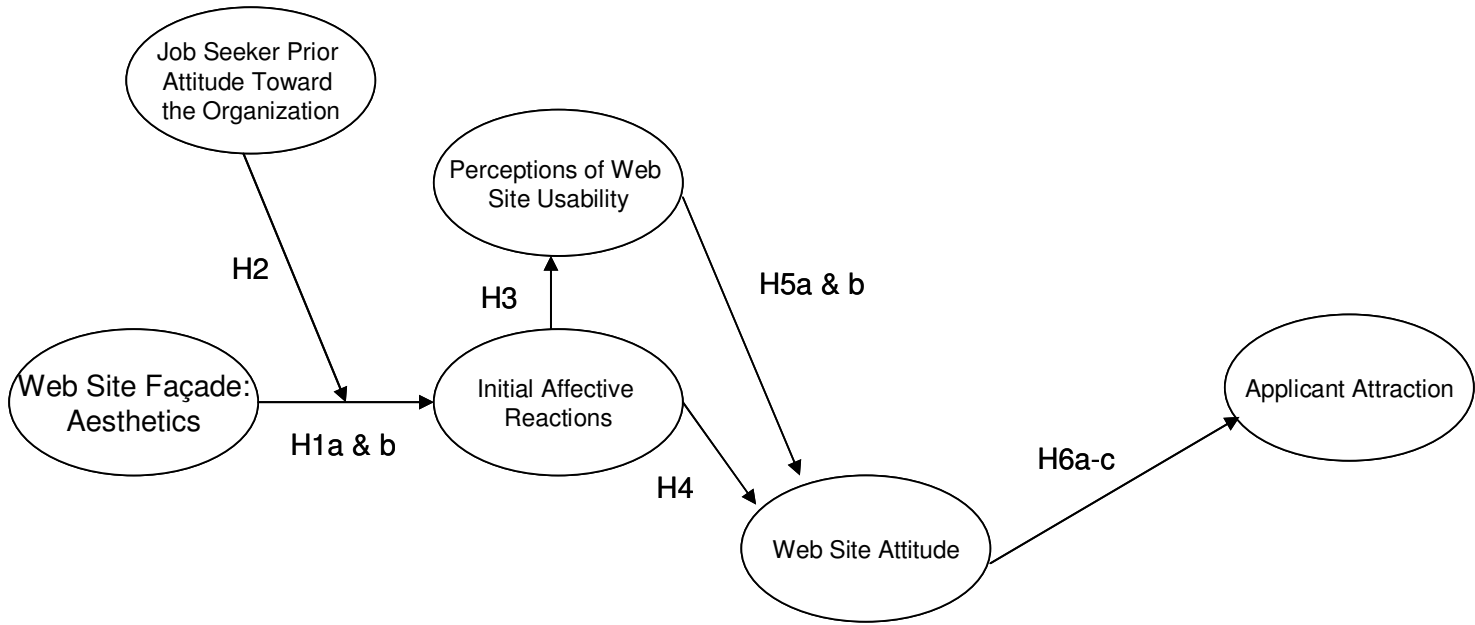 Job Seeker Prior
Attitude Toward
the Organization
Perceptions of Web
Site Usability
H2
H3
H5a & b
Web Site Façade:
Aesthetics
H1a & b
Initial Affective
Reactions
H4
Web Site Attitude
H6a-c
Applicant Attraction